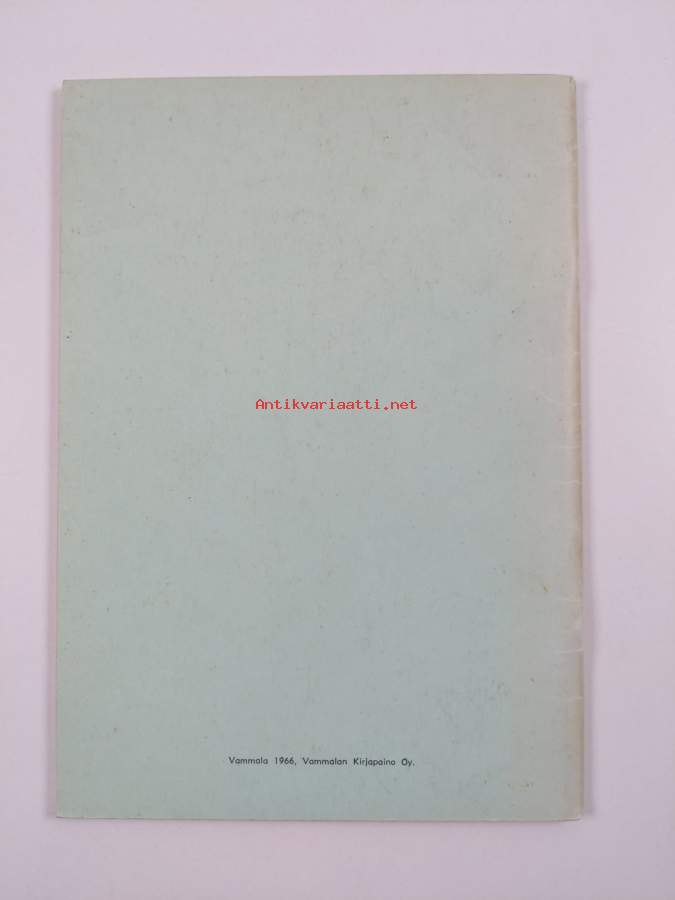 Antikvariaatti.net
Vammala 1966, Vammalan Kirjapaino Oy.